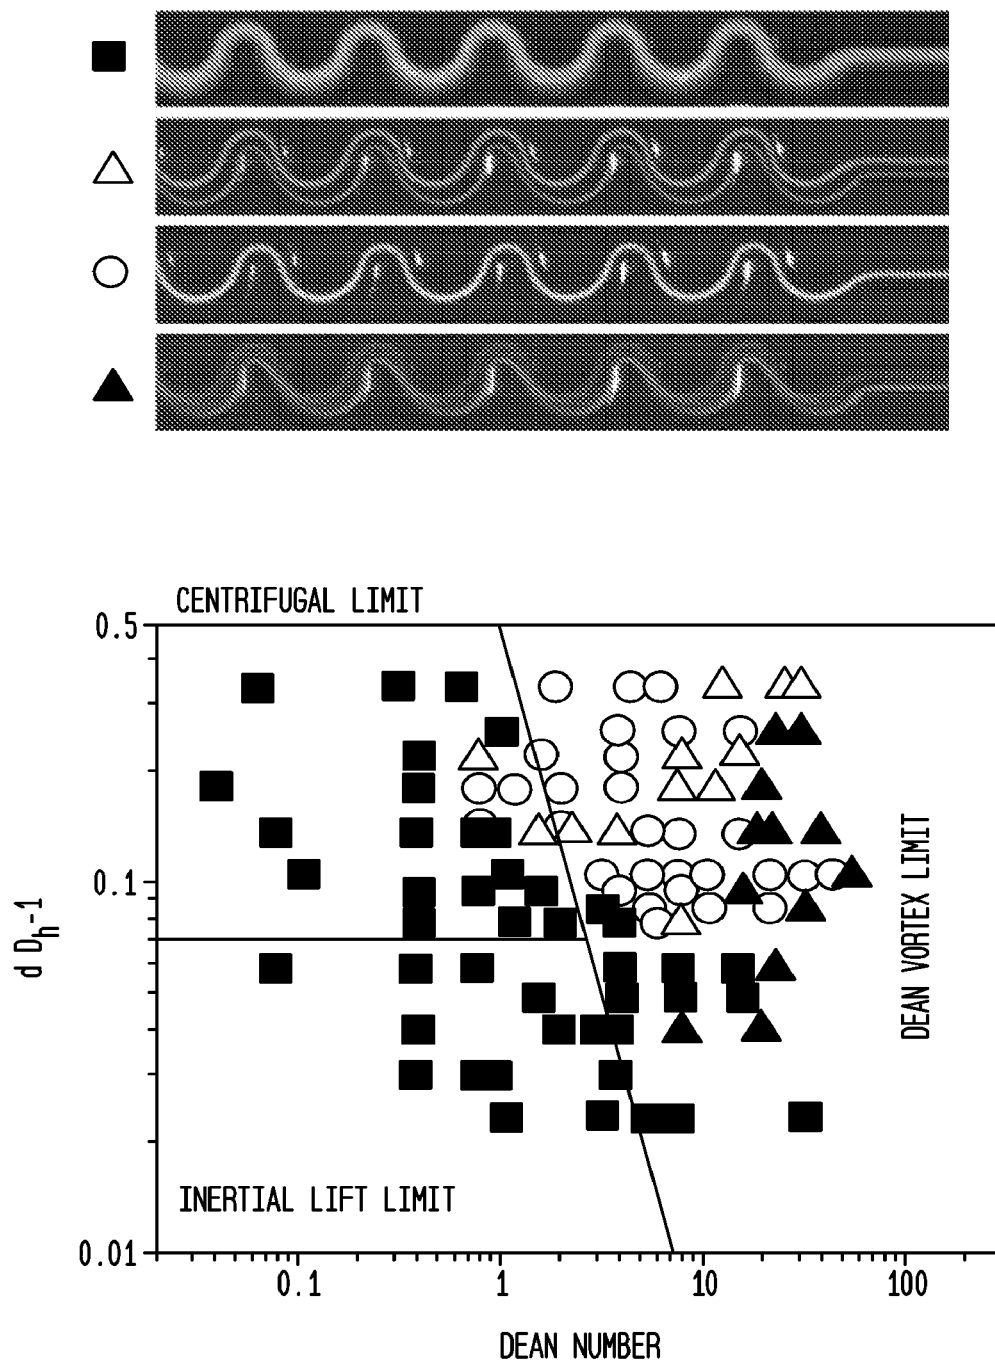 CENTRIFUGAL LIMIT
0.5
0.1
0.01
d Dh-1
DEAN VORTEX LIMIT
INERTIAL LIFT LIMIT
0.1 1 10 100
DEAN NUMBER